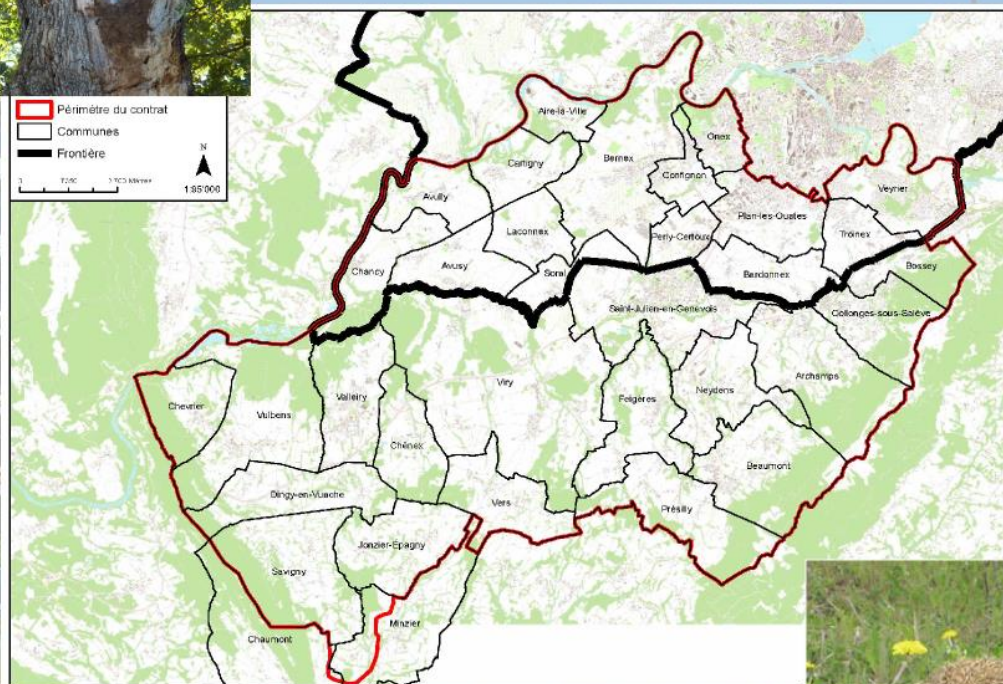 Périmètre du contrat
Communes
Frontière
N
1:95'000
Aire-la-Ville
Cartigny
Bernex
Onex
Confignon
Avully
Laconnex
Plan-les-Ouates
Veyrier
Perly-Certoux
Troinex
Chancy
Avusy
Soral
Bardonnex
Bossey
Saint-Julien-en-Genevois
Collonges-sous-Salève
Viry
Archamps
Chevrier
Valleiry
Feigères
Neydens
Vulbens
Chênex
Beaumont
Dingy-en-Vuache
Vers
Présilly
Jonzier-Epagny
Savigny
Minzier
Chaumont